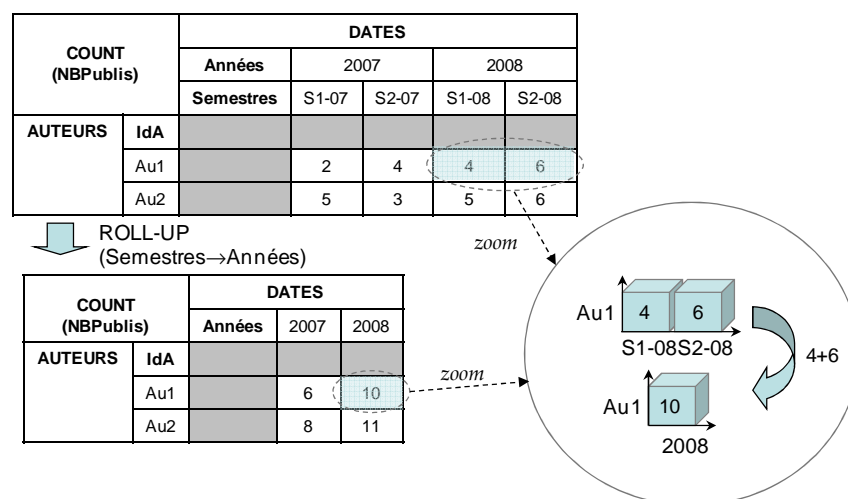 COUNT
(NBPublis)
DATES
Années 2007 2008
Semestres S1-07 S2-07 S1-08 S2-08
AUTEURS IdA
Au1 2 4 4 6
Au2 5 3 5 6
ROLL-UP
(Semestres→Années)
zoom
COUNT
(NBPublis)
DATES
Années 2007 2008
AUTEURS IdA
Au1 6 10
Au2 8 11
zoom
Au1 4 6
S1-08 S2-08
4+6
Au1 10
2008